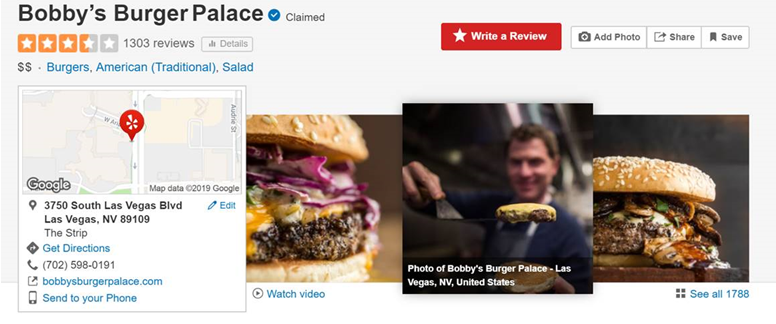 Bobby's Burger Palace Claimed
1303 reviews Details
$$ · Burgers, American (Traditional), Salad
Write a Review
Add Photo Share Save
Audrie St
W Ar
Google Map data ©2019 Google
3750 South Las Vegas Blvd Edit
Las Vegas, NV 89109
The Strip
Get Directions
(702) 598-0191
bobbysburgerpalace.com
Send to your Phone
Photo of Bobby's Burger Palace - Las
Vegas, NV, United States
Watch video
See all 1788